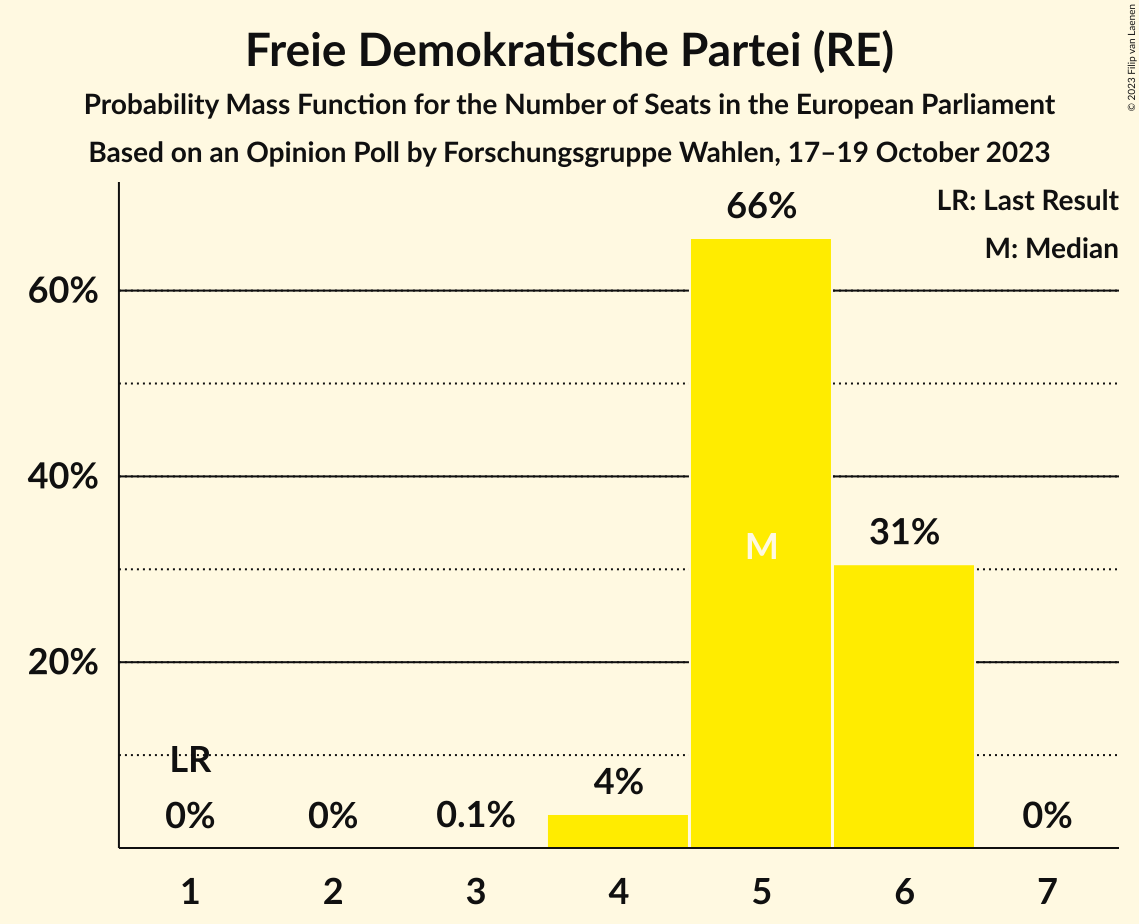 Freie Demokratische Partei (RE)
Probability Mass Function for the Number of Seats in the European Parliament
Based on an Opinion Poll by Forschungsgruppe Wahlen, 17–19 October 2023
© 2023 Filip van Laenen
LR: Last Result
M: Median
66%
60%
40%
M
31%
20%
LR
0%
0%
0.1%
4%
0%
1 2 3 4 5 6 7